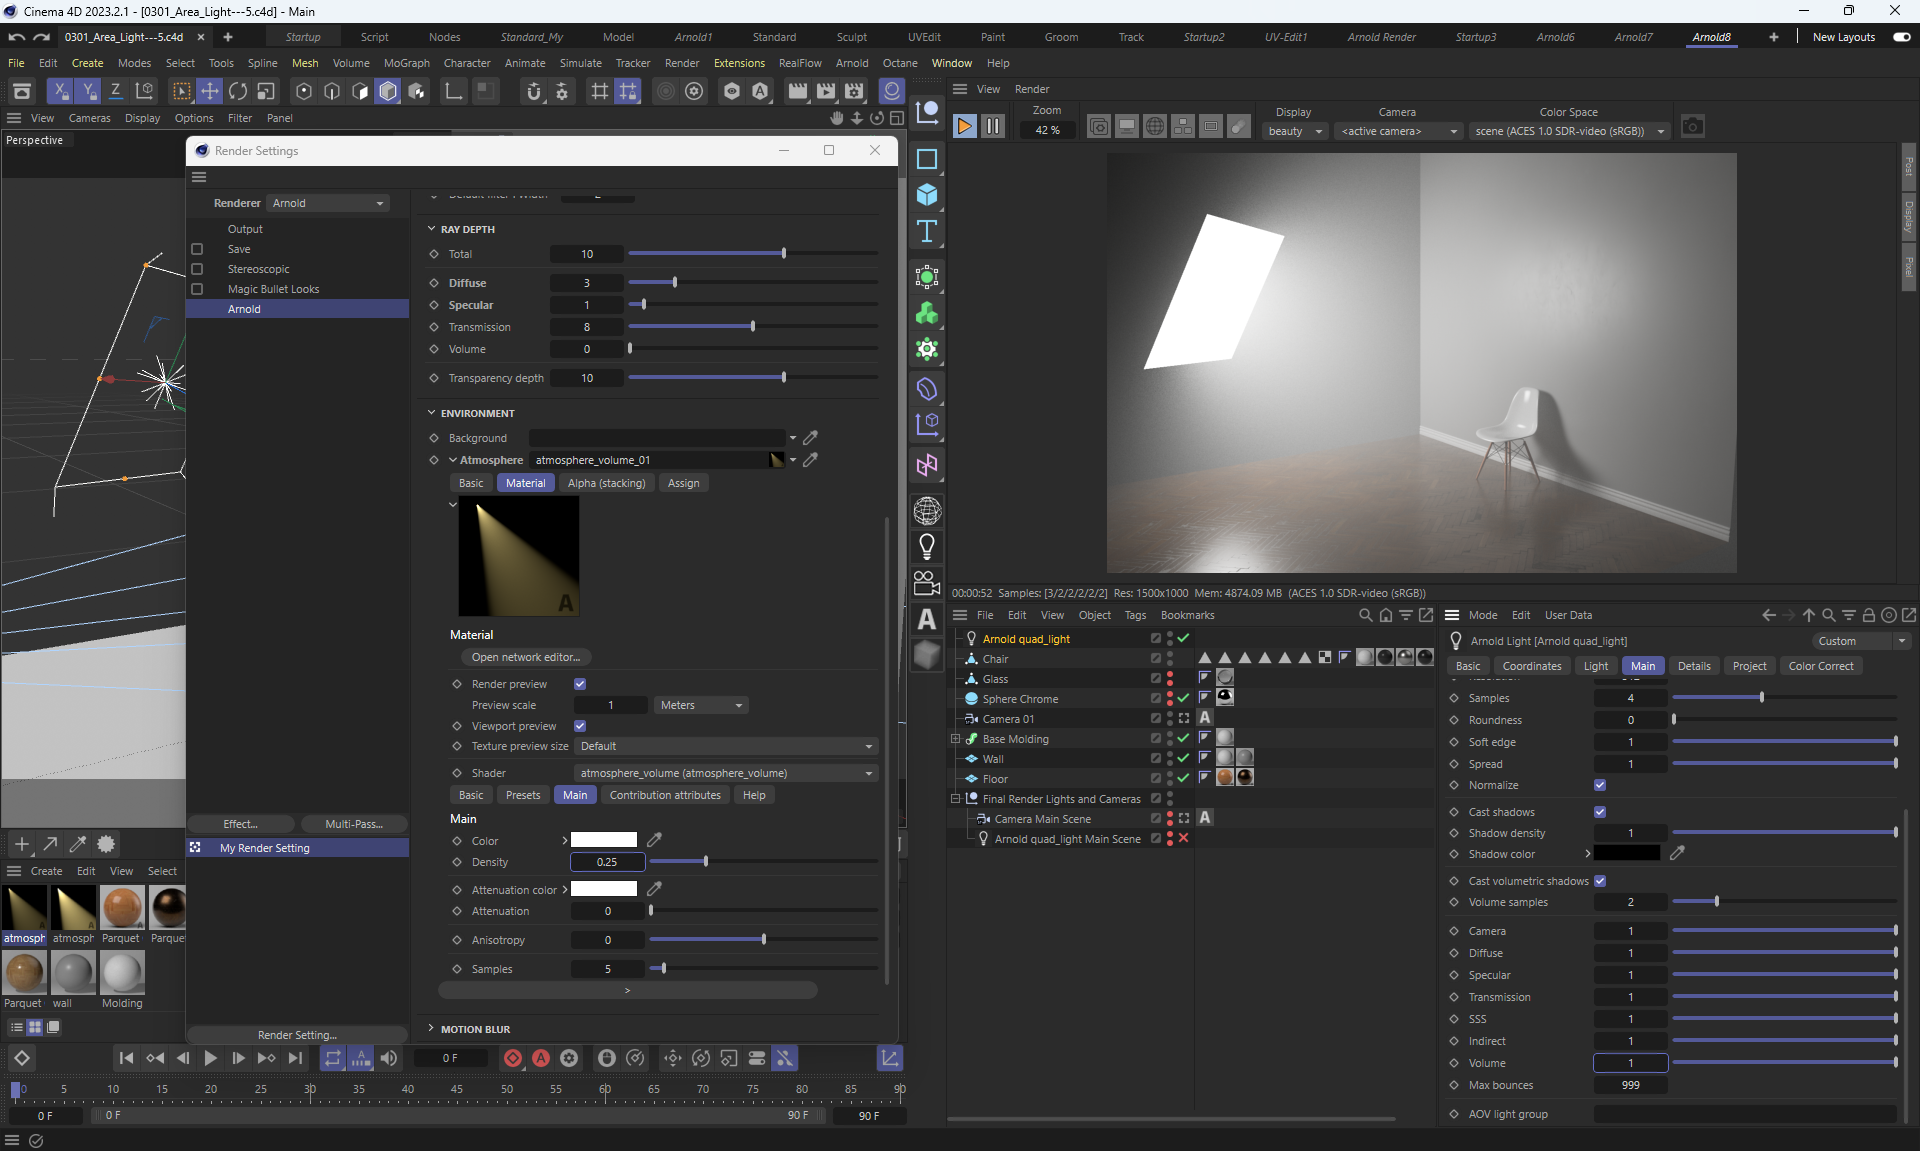 Cinema 4D 2023.2.1 - [0301_Area_Light---5.c4d] - Main
0301_Area_Light---5.c4d
Startup Script Nodes Standard_My Model Arnold1 Standard Sculpt UVEdit Paint Groom Track Startup2 UV-Edit1 Arnold Render Startup3 Arnold6 Arnold7 Arnold8 New Layouts
File Edit Create Modes Select Tools Spline Mesh Volume MoGraph Character Animate Simulate Tracker Render Extensions RealFlow Arnold Octane Window Help
View Cameras Display Options Filter Panel
Perspective
Render Settings
Renderer Arnold
Output
Save
Stereoscopic
Magic Bullet Looks
Arnold
Effect...
Multi-Pass...
My Render Setting
Render Setting...
RAY DEPTH
Total 10
Diffuse 3
Specular 1
Transmission 8
Volume 0
Transparency depth 10
ENVIRONMENT
Background
Atmosphere atmosphere_volume_01
Basic Material Alpha (stacking) Assign
Material
Open network editor...
Render preview
Preview scale 1 Meters
Viewport preview
Texture preview size Default
Shader atmosphere_volume (atmosphere_volume)
Basic Presets Main Contribution attributes Help
Main
Color
Density 0.25
Attenuation color
Attenuation 0
Anisotropy 0
Samples 5
>
MOTION BLUR
Create Edit View Select
atmosph atmosph Parquet Parque
Parquet wall Molding
0 F
0 5 10 15 20 25 30 35 40 45 50 55 60 65 70 75 80 85 90
0 F 0 F 90 F 90 F
View Render
Zoom Display Camera Color Space
42 % beauty <active camera> scene (ACES 1.0 SDR-video (sRGB))
Post
Display
Pixel
00:00:52 Samples: [3/2/2/2/2/2] Res: 1500x1000 Mem: 4874.09 MB (ACES 1.0 SDR-video (sRGB))
File Edit View Object Tags Bookmarks
Arnold quad_light
Chair
Glass
Sphere Chrome
Camera 01
Base Molding
Wall
Floor
Final Render Lights and Cameras
Camera Main Scene
Arnold quad_light Main Scene
Mode Edit User Data
Arnold Light [Arnold quad_light] Custom
Basic Coordinates Light Main Details Project Color Correct
Samples 4
Roundness 0
Soft edge 1
Spread 1
Normalize
Cast shadows
Shadow density 1
Shadow color
Cast volumetric shadows
Volume samples 2
Camera 1
Diffuse 1
Specular 1
Transmission 1
SSS 1
Indirect 1
Volume 1
Max bounces 999
AOV light group